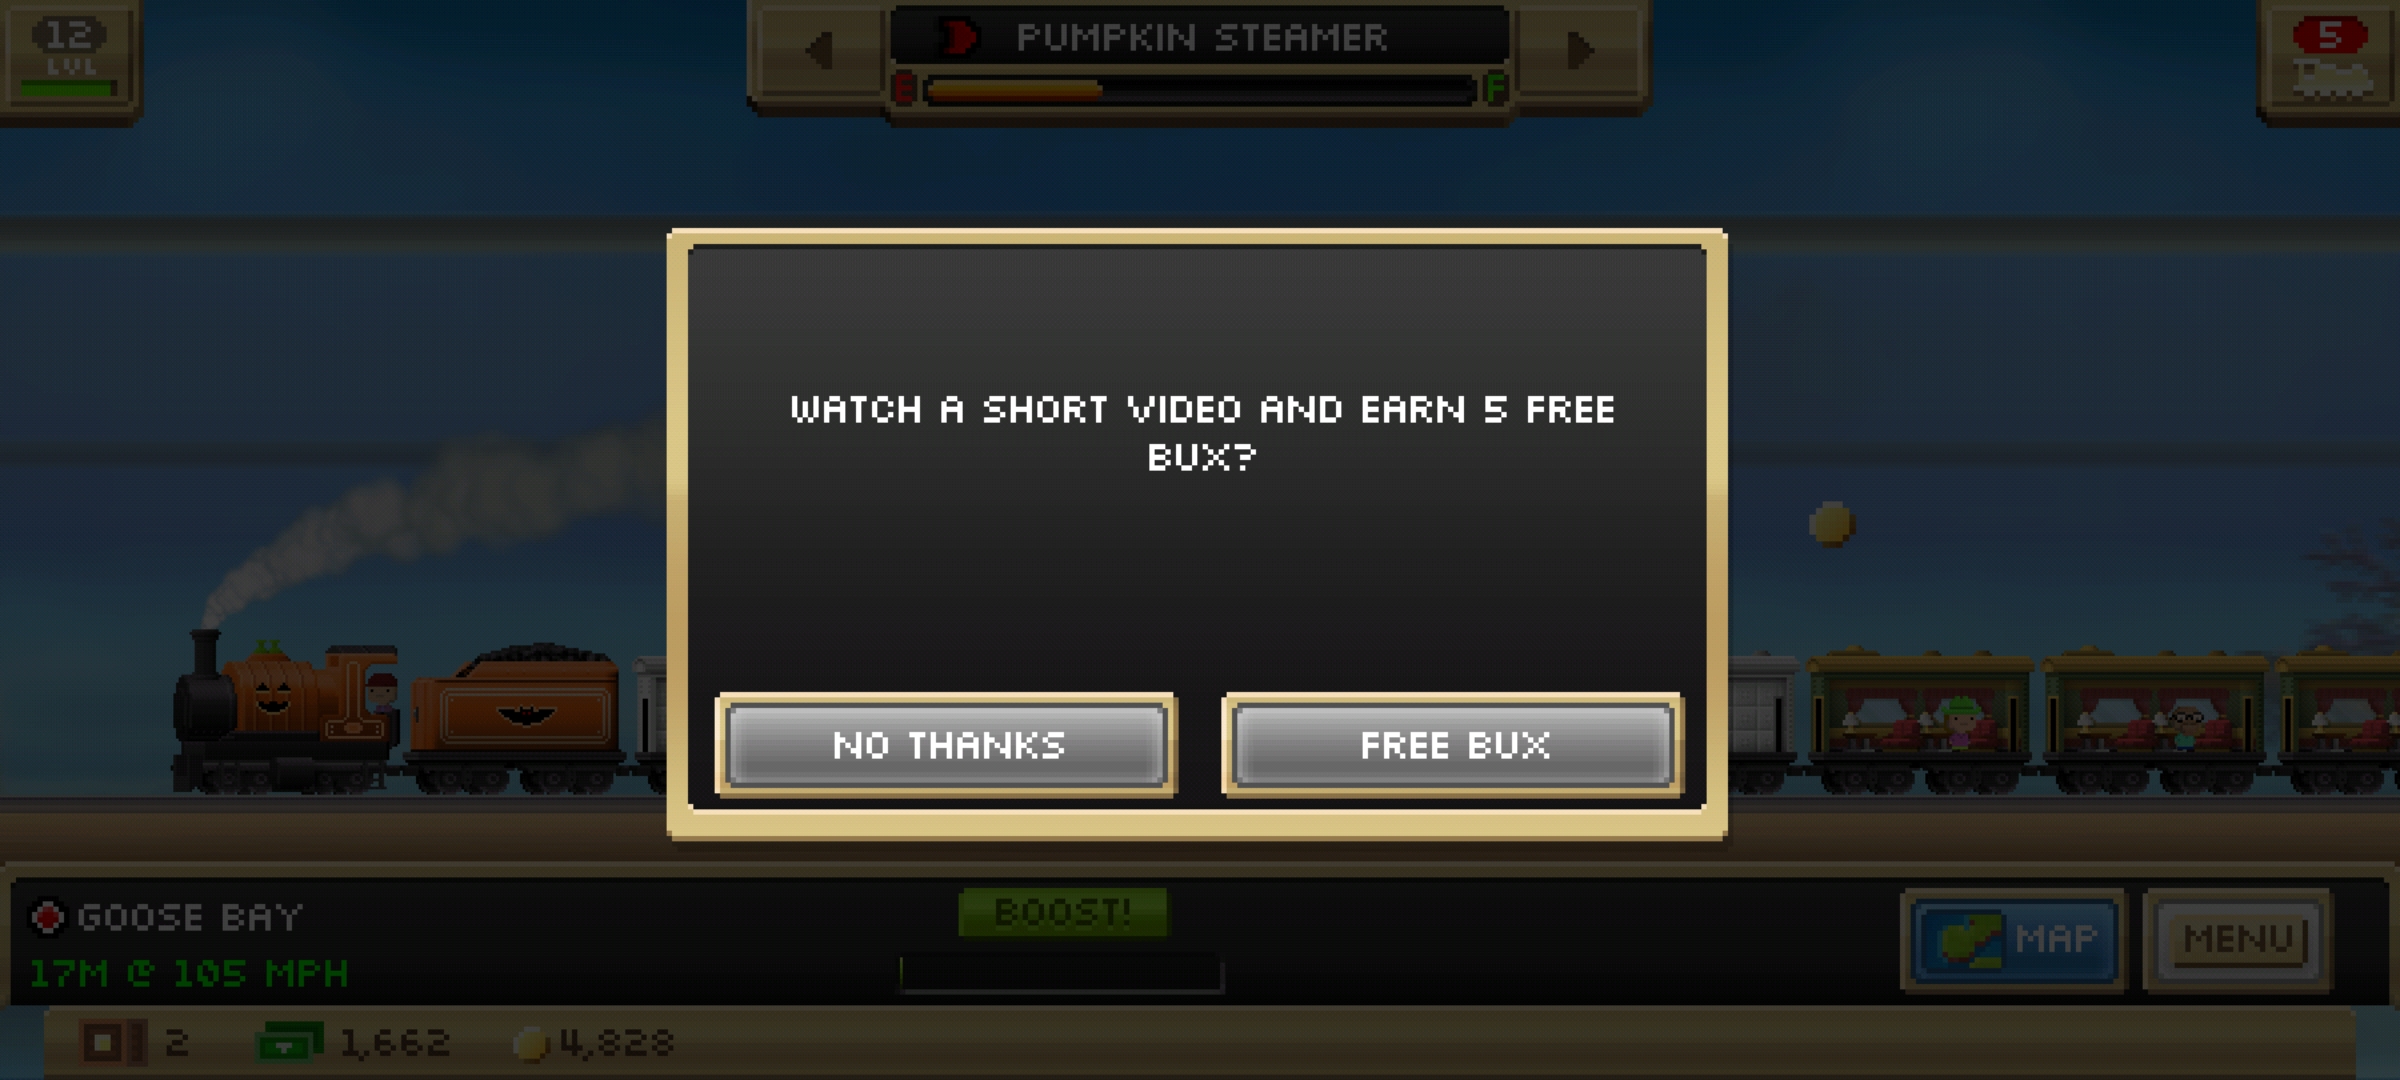 12
LVL
PUMPKIN STEAMER
E F
5
WATCH A SHORT VIDEO AND EARN 5 FREE
BUX?
NO THANKS
FREE BUX
GOOSE BAY
17M @ 105 MPH
BOOST!
MAP
MENU
2
1,662
4,828